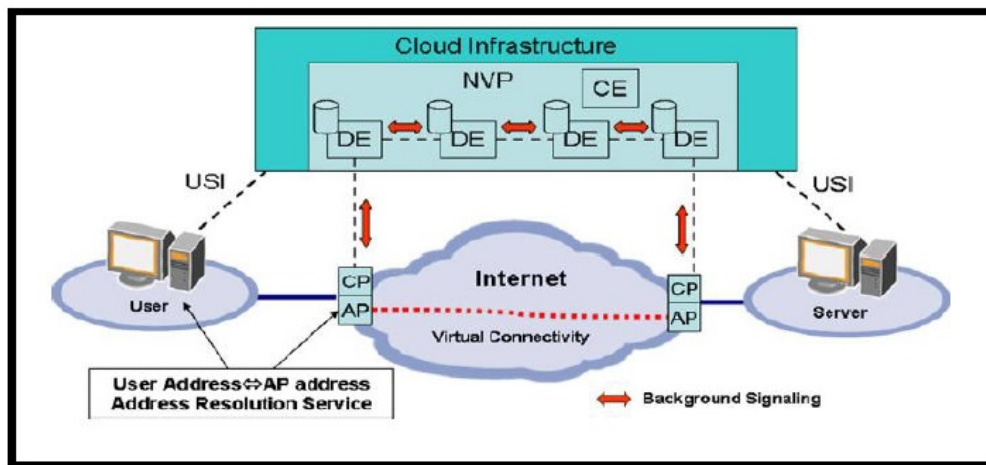 Cloud Infrastructure
NVP
CE
DE
DE
DE
DE
USI
USI
CP
AP
Internet
CP
AP
User
Virtual Connectivity
Server
User Address⇔AP address
Address Resolution Service
Background Signaling